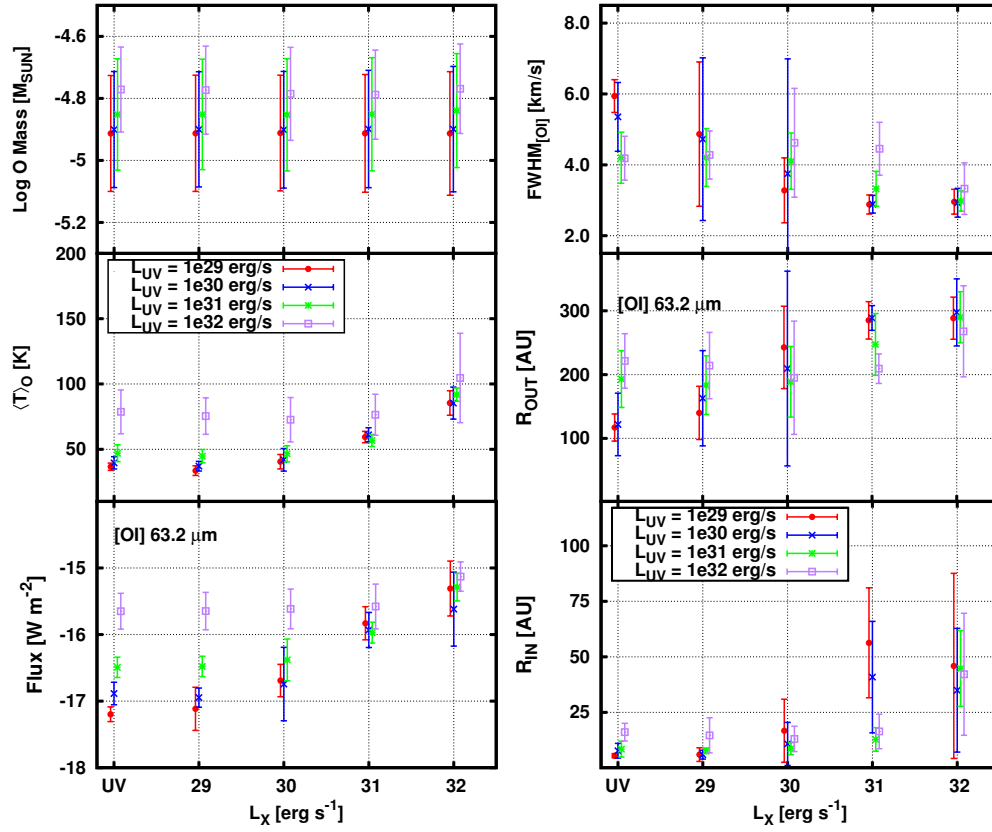 -4.6
-4.8
-5
-5.2
Log O Mass [M_SUN]
8.0
6.0
4.0
2.0
FWHM_[OI] [km/s]
200
150
100
50
⟨T⟩_O [K]
L_UV = 1e29 erg/s
L_UV = 1e30 erg/s
L_UV = 1e31 erg/s
L_UV = 1e32 erg/s
300
200
100
R_OUT [AU]
[OI] 63.2 μm
-15
-16
-17
-18
Flux [W m⁻²]
[OI] 63.2 μm
UV 29 30 31 32
L_X [erg s⁻¹]
100
75
50
25
R_IN [AU]
L_UV = 1e29 erg/s
L_UV = 1e30 erg/s
L_UV = 1e31 erg/s
L_UV = 1e32 erg/s
UV 29 30 31 32
L_X [erg s⁻¹]